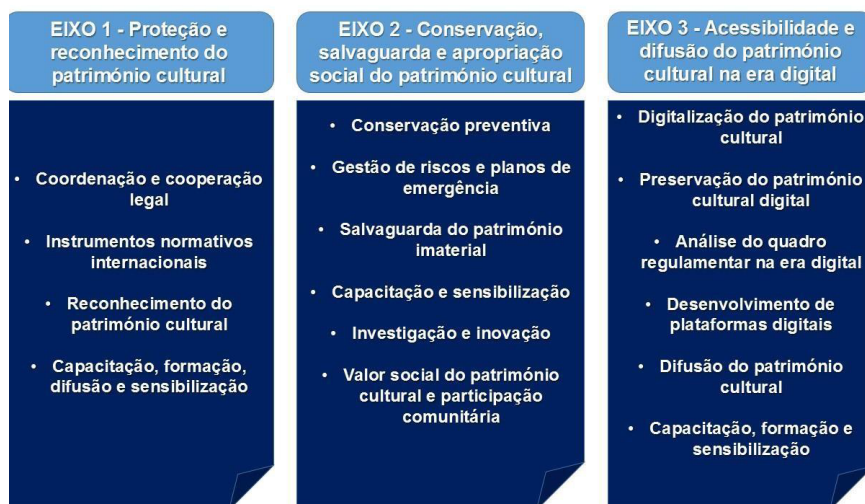 EIXO 1 - Proteção e
reconhecimento do
património cultural
• Coordenação e cooperação
legal
• Instrumentos normativos
internacionais
• Reconhecimento do
património cultural
• Capacitação, formação,
difusão e sensibilização
EIXO 2 - Conservação,
salvaguarda e apropriação
social do património cultural
• Conservação preventiva
• Gestão de riscos e planos de
emergência
• Salvaguarda do património
imaterial
• Capacitação e sensibilização
• Investigação e inovação
• Valor social do património
cultural e participação
comunitária
EIXO 3 - Acessibilidade e
difusão do património
cultural na era digital
• Digitalização do património
cultural
• Preservação do património
cultural digital
• Análise do quadro
regulamentar na era digital
• Desenvolvimento de
plataformas digitais
• Difusão do património
cultural
• Capacitação, formação e
sensibilização